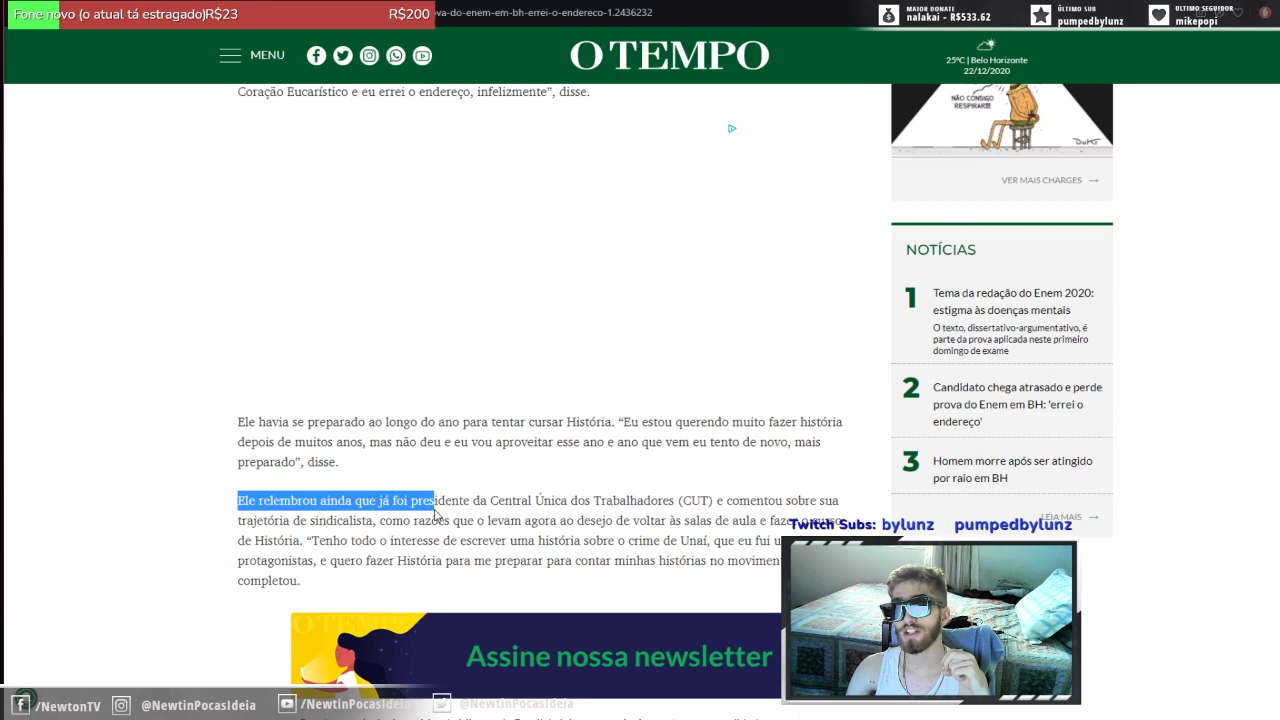 Fone novo (o atual tá estragado)R$23
R$200
va-do-enem-em-bh-errei-o-endereco-1.2436232
MAIOR DONATE
nalakai - R$533.62
ÚLTIMO SUB
pumpedbylunz
ULTIMO SEGUIDOR
mikepopi
MENU
O TEMPO
25ºC | Belo Horizonte
22/12/2020
Coração Eucarístico e eu errei o endereço, infelizmente”, disse.
NÃO CONSIGO
RESPIRAR!!!
VER MAIS CHARGES
NOTÍCIAS
1
Tema da redação do Enem 2020:
estigma às doenças mentais
O texto, dissertativo-argumentativo, é
parte da prova aplicada neste primeiro
domingo de exame
2
Candidato chega atrasado e perde
prova do Enem em BH: 'errei o
endereço'
3
Homem morre após ser atingido
por raio em BH
LEIA MAIS
Ele havia se preparado ao longo do ano para tentar cursar História. “Eu estou querendo muito fazer história
depois de muitos anos, mas não deu e eu vou aproveitar esse ano e ano que vem eu tento de novo, mais
preparado”, disse.
Ele relembrou ainda que já foi presidente da Central Única dos Trabalhadores (CUT) e comentou sobre sua
trajetória de sindicalista, como razões que o levam agora ao desejo de voltar às salas de aula e fazer o curso
de História. “Tenho todo o interesse de escrever uma história sobre o crime de Unaí, que eu fui
protagonistas, e quero fazer História para me preparar para contar minhas histórias no
completou.
Twitch Subs: bylunz pumpedbylunz
O TEMPO
Assine nossa newsletter
/NewtonTV
@NewtinPocasIdeia
/NewtinPocasIdeia
@NewtinPocasIdeia